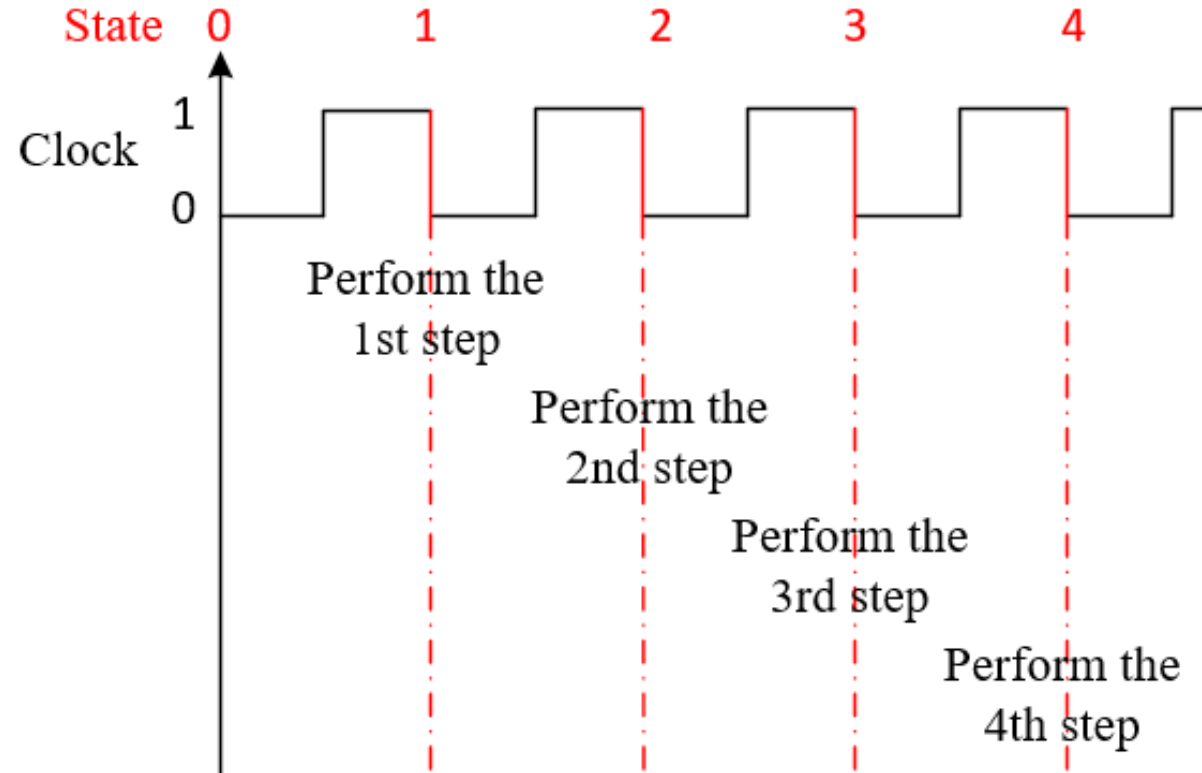 State 0 1 2 3 4
1
Clock
0
Perform the
1st step
Perform the
2nd step
Perform the
3rd step
Perform the
4th step